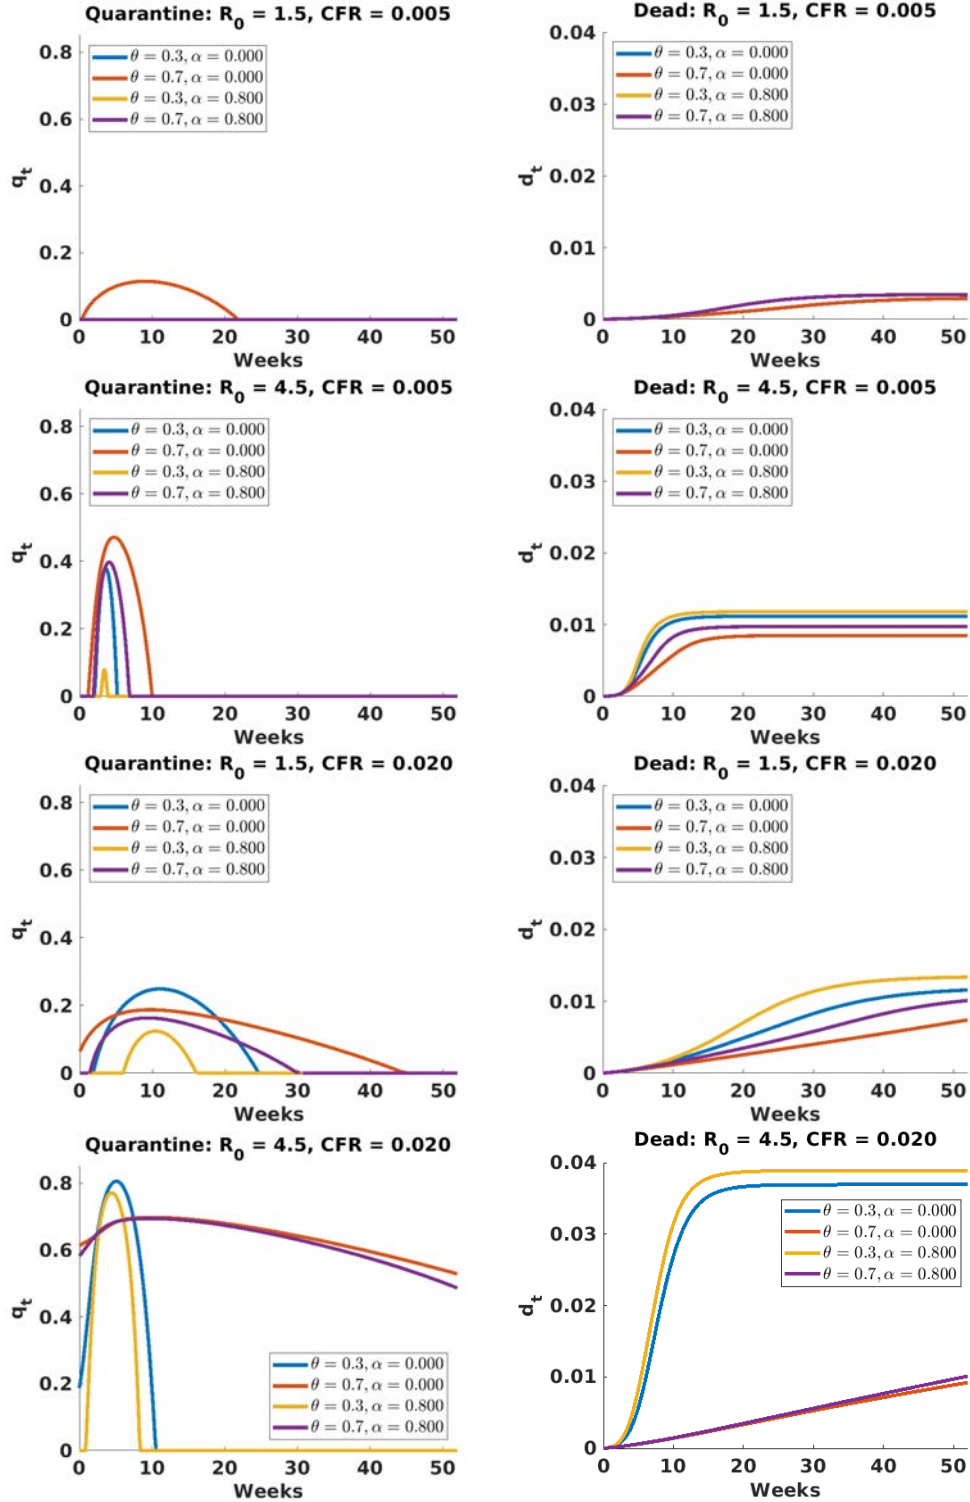 Quarantine: R0 = 1.5, CFR = 0.005
0.8
0.6
0.4
0.2
0
qt
θ = 0.3, α = 0.000
θ = 0.7, α = 0.000
θ = 0.3, α = 0.800
θ = 0.7, α = 0.800
0 10 20 30 40 50
Weeks
Dead: R0 = 1.5, CFR = 0.005
0.04
0.03
0.02
0.01
0
dt
θ = 0.3, α = 0.000
θ = 0.7, α = 0.000
θ = 0.3, α = 0.800
θ = 0.7, α = 0.800
0 10 20 30 40 50
Weeks
Quarantine: R0 = 4.5, CFR = 0.005
0.8
0.6
0.4
0.2
0
qt
θ = 0.3, α = 0.000
θ = 0.7, α = 0.000
θ = 0.3, α = 0.800
θ = 0.7, α = 0.800
0 10 20 30 40 50
Weeks
Dead: R0 = 4.5, CFR = 0.005
0.04
0.03
0.02
0.01
0
dt
θ = 0.3, α = 0.000
θ = 0.7, α = 0.000
θ = 0.3, α = 0.800
θ = 0.7, α = 0.800
0 10 20 30 40 50
Weeks
Quarantine: R0 = 1.5, CFR = 0.020
0.8
0.6
0.4
0.2
0
qt
θ = 0.3, α = 0.000
θ = 0.7, α = 0.000
θ = 0.3, α = 0.800
θ = 0.7, α = 0.800
0 10 20 30 40 50
Weeks
Dead: R0 = 1.5, CFR = 0.020
0.04
0.03
0.02
0.01
0
dt
θ = 0.3, α = 0.000
θ = 0.7, α = 0.000
θ = 0.3, α = 0.800
θ = 0.7, α = 0.800
0 10 20 30 40 50
Weeks
Quarantine: R0 = 4.5, CFR = 0.020
0.8
0.6
0.4
0.2
0
qt
θ = 0.3, α = 0.000
θ = 0.7, α = 0.000
θ = 0.3, α = 0.800
θ = 0.7, α = 0.800
0 10 20 30 40 50
Weeks
Dead: R0 = 4.5, CFR = 0.020
0.04
0.03
0.02
0.01
0
dt
θ = 0.3, α = 0.000
θ = 0.7, α = 0.000
θ = 0.3, α = 0.800
θ = 0.7, α = 0.800
0 10 20 30 40 50
Weeks